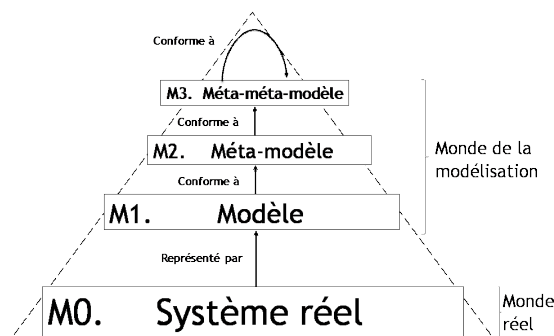 Conforme à
M3. Méta-méta-modèle
Conforme à
M2. Méta-modèle
Monde de la
modélisation
Conforme à
M1. Modèle
Représenté par
M0. Système réel
Monde
réel